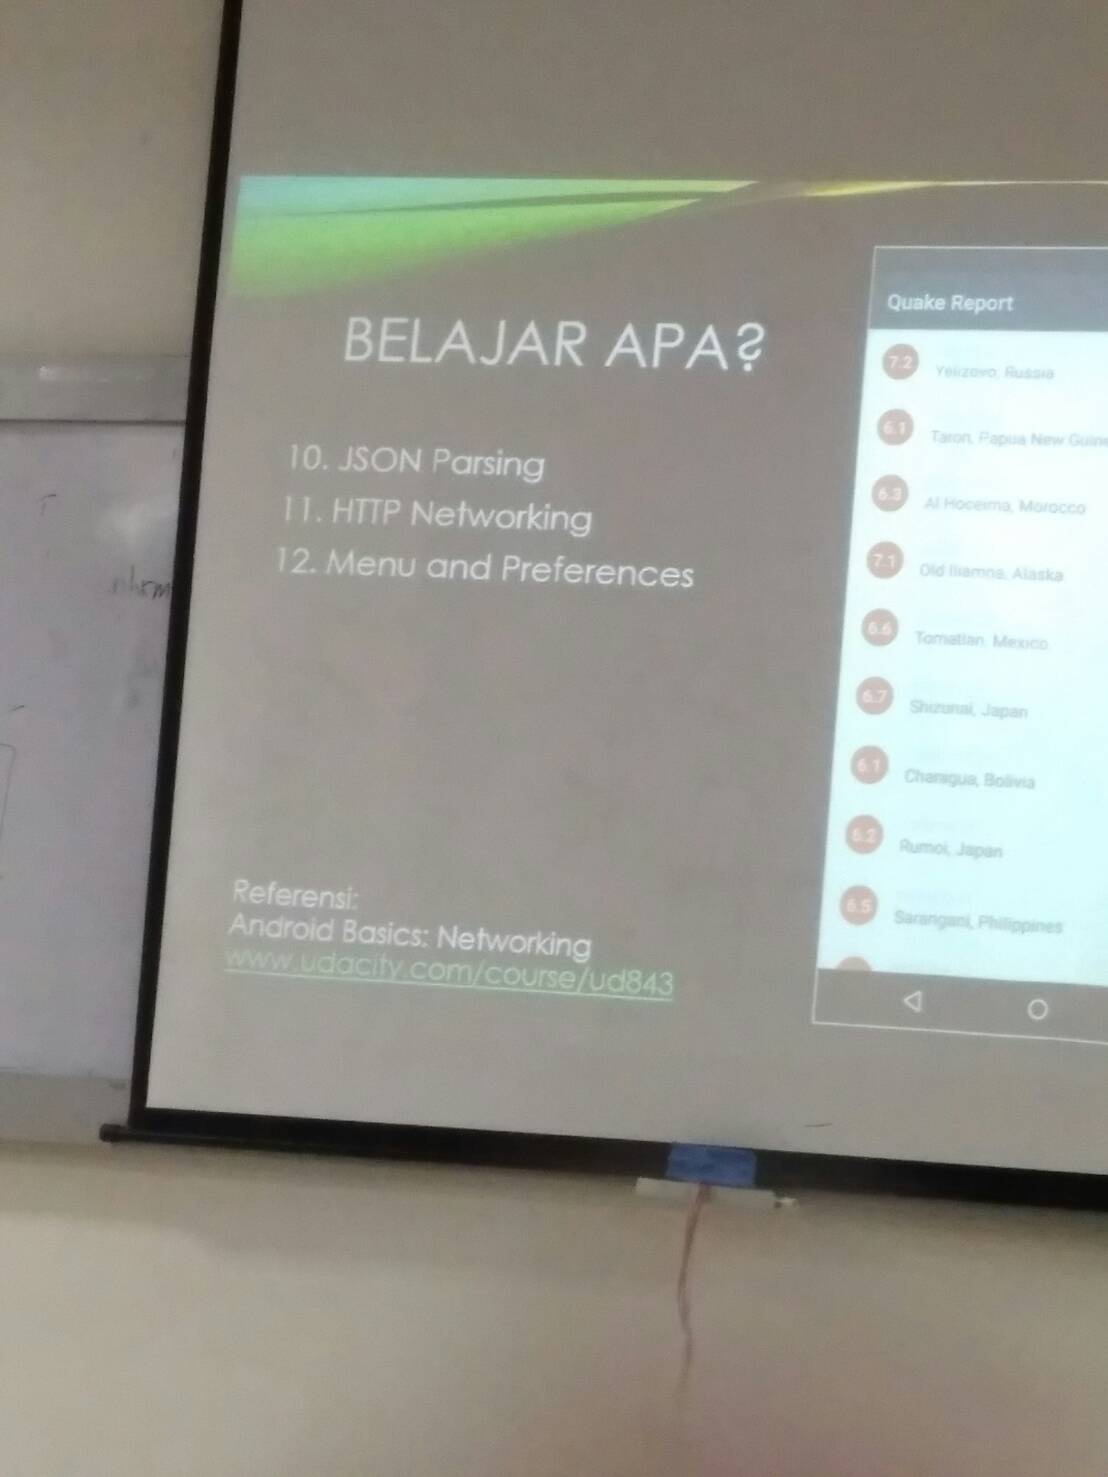 BELAJAR APA?
10. JSON Parsing
11. HTTP Networking
12. Menu and Preferences
Referensi:
Android Basics: Networking
www.udacity.com/course/ud843
Quake Report
7.2 Yelizovo, Russia
6.1 Taron, Papua New Guine
6.3 Al Hoceima, Morocco
7.1 Old Iliamna, Alaska
6.6 Tomatlan, Mexico
6.7 Shizunai, Japan
6.1 Charagua, Bolivia
6.2 Rumoi, Japan
6.5 Sarangani, Philippines